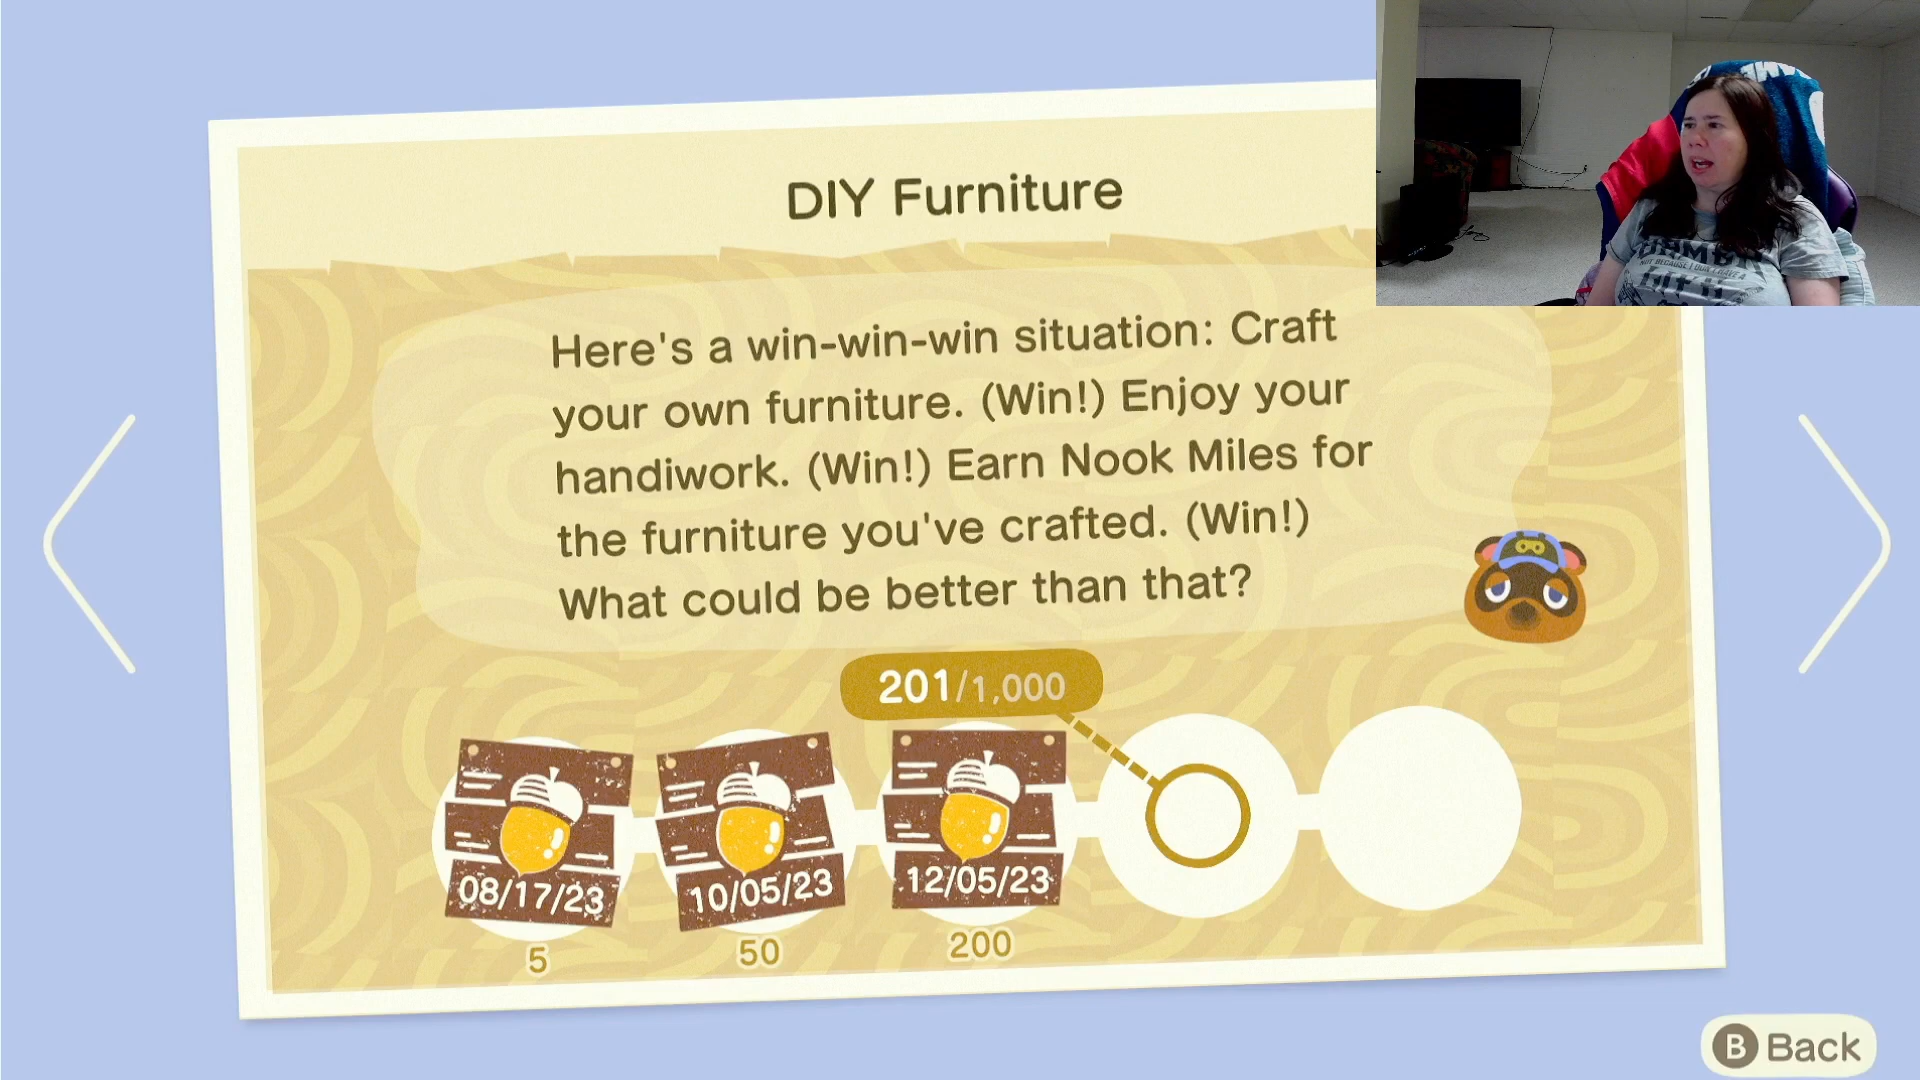 DIY Furniture
Here's a win-win-win situation: Craft
your own furniture. (Win!) Enjoy your
handiwork. (Win!) Earn Nook Miles for
the furniture you've crafted. (Win!)
What could be better than that?
201/1,000
08/17/23
10/05/23
12/05/23
5
50
200
B Back